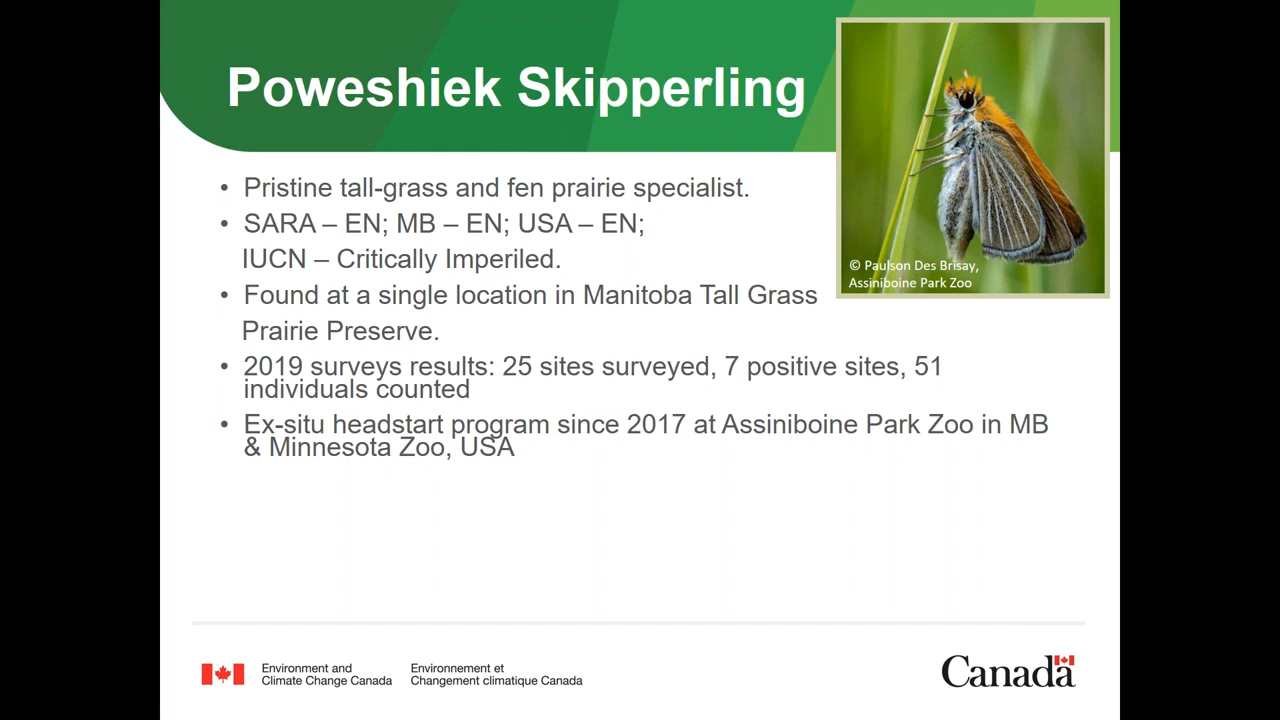 Poweshiek Skipperling
© Paulson Des Brisay,
Assiniboine Park Zoo
• Pristine tall-grass and fen prairie specialist.
• SARA – EN; MB – EN; USA – EN;
IUCN – Critically Imperiled.
• Found at a single location in Manitoba Tall Grass
Prairie Preserve.
• 2019 surveys results: 25 sites surveyed, 7 positive sites, 51
individuals counted
• Ex-situ headstart program since 2017 at Assiniboine Park Zoo in MB
& Minnesota Zoo, USA
Environment and
Climate Change Canada
Environnement et
Changement climatique Canada
Canada